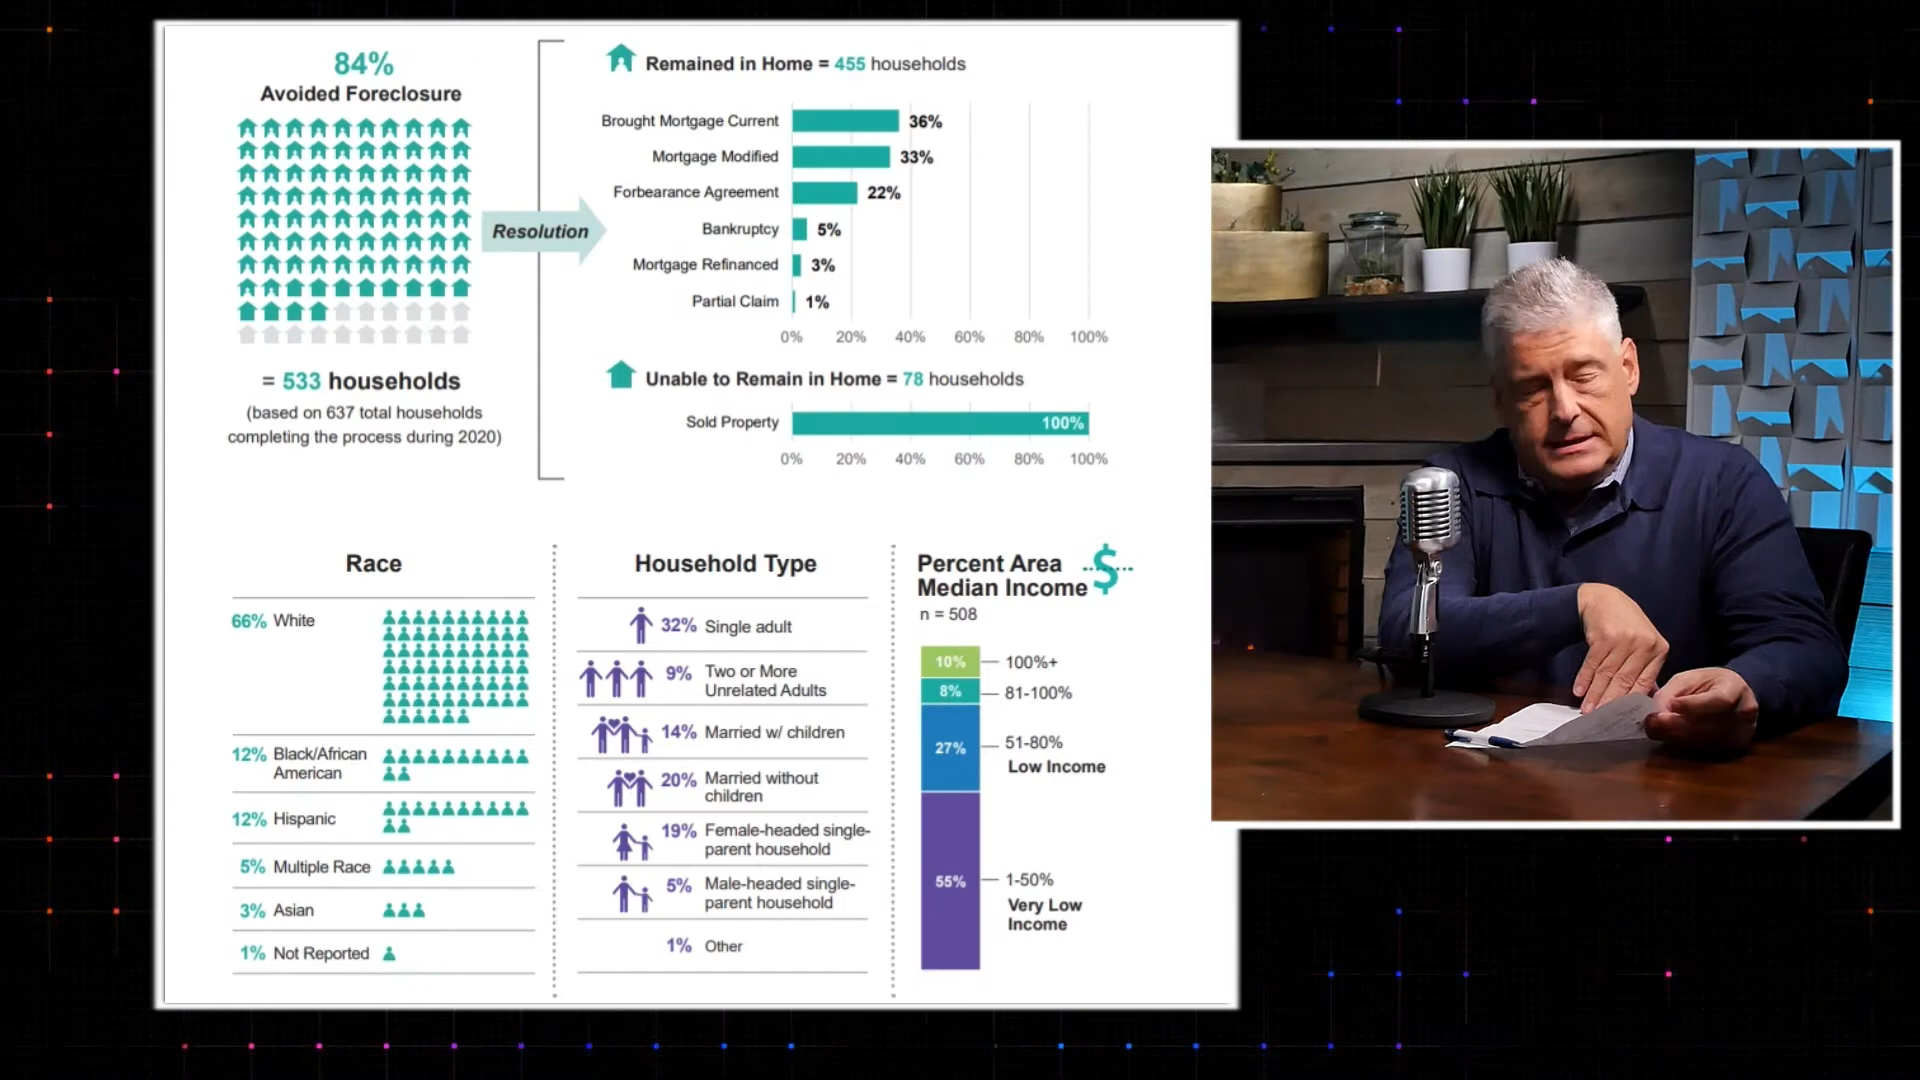 84%
Avoided Foreclosure
= 533 households
(based on 637 total households
completing the process during 2020)
Resolution
Remained in Home = 455 households
Brought Mortgage Current 36%
Mortgage Modified 33%
Forbearance Agreement 22%
Bankruptcy 5%
Mortgage Refinanced 3%
Partial Claim 1%
0% 20% 40% 60% 80% 100%
Unable to Remain in Home = 78 households
Sold Property 100%
0% 20% 40% 60% 80% 100%
Race
66% White
12% Black/African
American
12% Hispanic
5% Multiple Race
3% Asian
1% Not Reported
Household Type
32% Single adult
9% Two or More
Unrelated Adults
14% Married w/ children
20% Married without
children
19% Female-headed single-
parent household
5% Male-headed single-
parent household
1% Other
Percent Area
Median Income $
n = 508
10% 100%+
8% 81-100%
27% 51-80%
Low Income
55% 1-50%
Very Low
Income